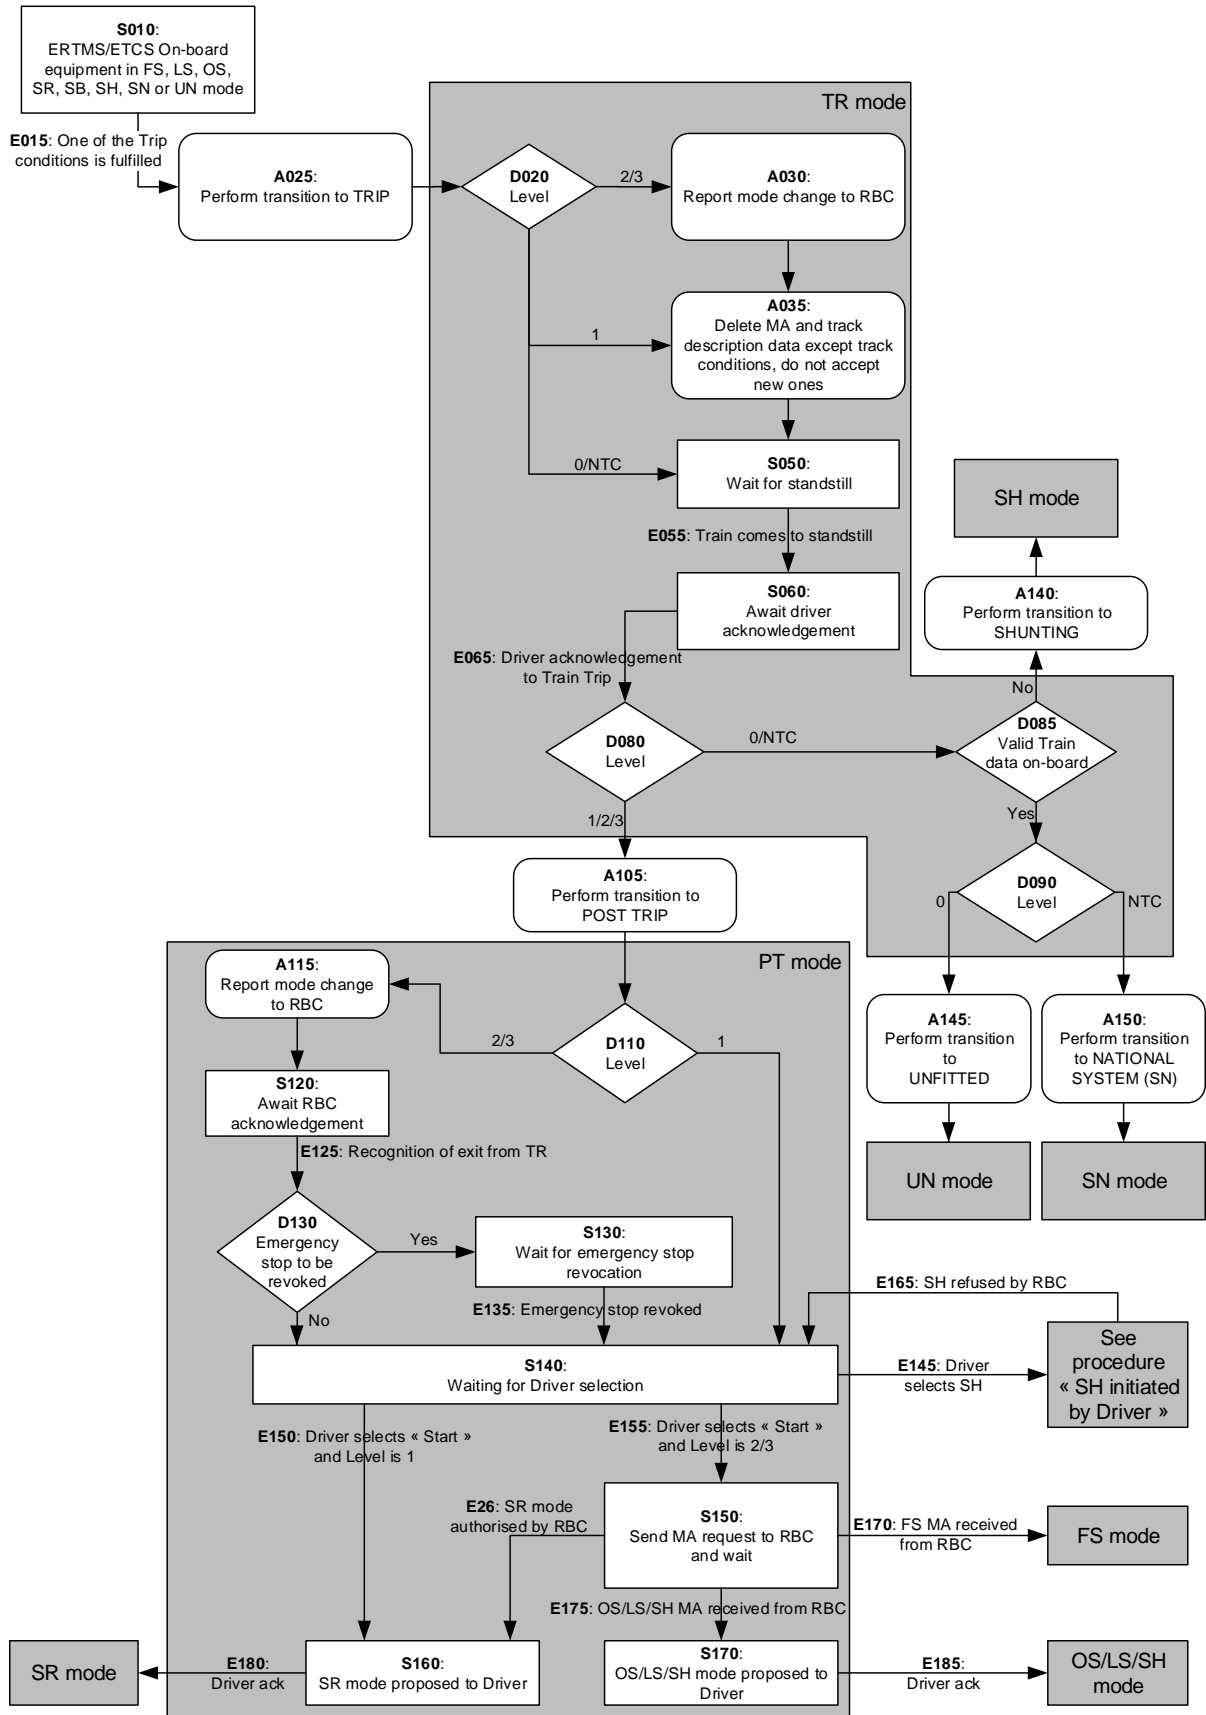 S010:
ERTMS/ETCS On-board
equipment in FS, LS, OS,
SR, SB, SH, SN or UN mode
E015: One of the Trip
conditions is fulfilled
TR mode
A025:
Perform transition to TRIP
D020
Level
2/3
A030:
Report mode change to RBC
1
A035:
Delete MA and track
description data except track
conditions, do not accept
new ones
0/NTC
S050:
Wait for standstill
E055: Train comes to standstill
S060:
Await driver
acknowledgement
E065: Driver acknowledgement
to Train Trip
SH mode
A140:
Perform transition to
SHUNTING
No
D080
Level
0/NTC
D085
Valid Train
data on-board
Yes
1/2/3
D090
Level
0
NTC
A105:
Perform transition to
POST TRIP
PT mode
A115:
Report mode change
to RBC
2/3
D110
Level
1
A145:
Perform transition
to
UNFITTED
A150:
Perform transition
to NATIONAL
SYSTEM (SN)
S120:
Await RBC
acknowledgement
E125: Recognition of exit from TR
UN mode
SN mode
D130
Emergency
stop to be
revoked
Yes
S130:
Wait for emergency stop
revocation
No
E135: Emergency stop revoked
E165: SH refused by RBC
S140:
Waiting for Driver selection
E145: Driver
selects SH
See
procedure
« SH initiated
by Driver »
E150: Driver selects « Start »
and Level is 1
E155: Driver selects « Start »
and Level is 2/3
E26: SR mode
authorised by RBC
S150:
Send MA request to RBC
and wait
E170: FS MA received
from RBC
FS mode
E175: OS/LS/SH MA received from RBC
SR mode
E180:
Driver ack
S160:
SR mode proposed to Driver
S170:
OS/LS/SH mode proposed to
Driver
E185:
Driver ack
OS/LS/SH
mode